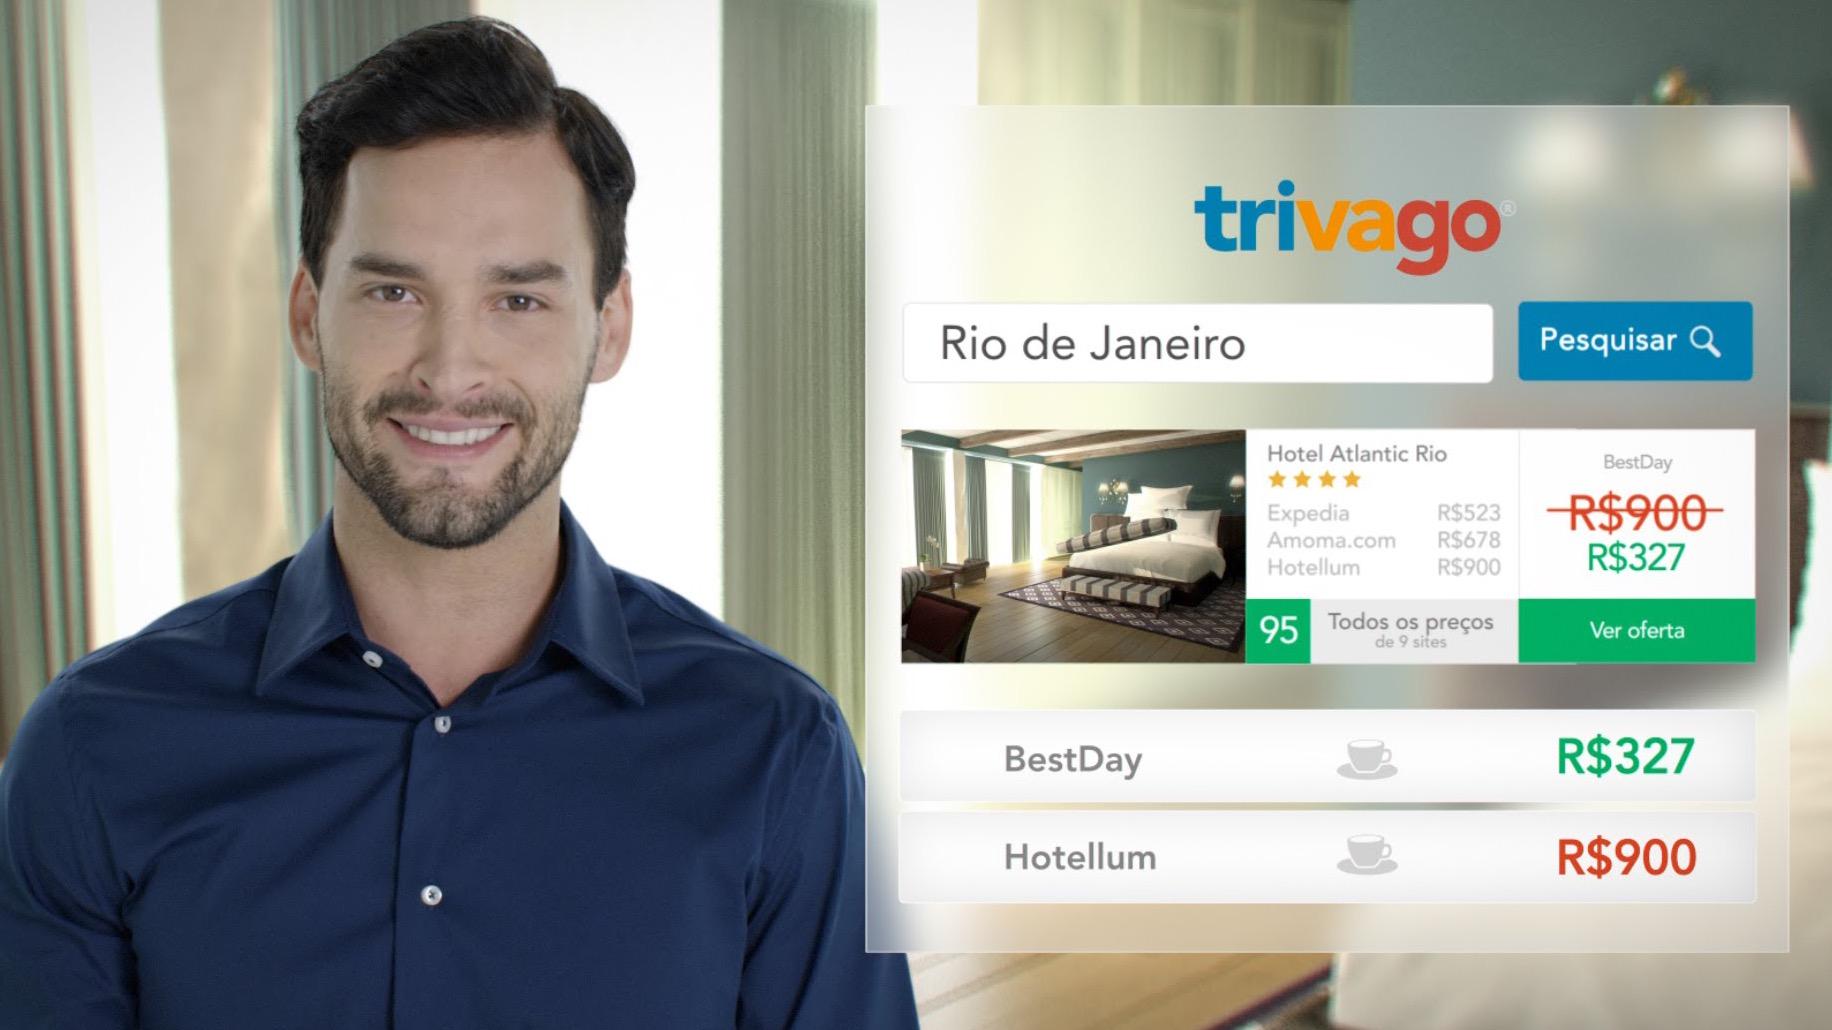 trivago®
Rio de Janeiro
Pesquisar
Hotel Atlantic Rio
Expedia R$523
Amoma.com R$678
Hotellum R$900
BestDay
R$900
R$327
95
Todos os preços
de 9 sites
Ver oferta
BestDay R$327
Hotellum R$900